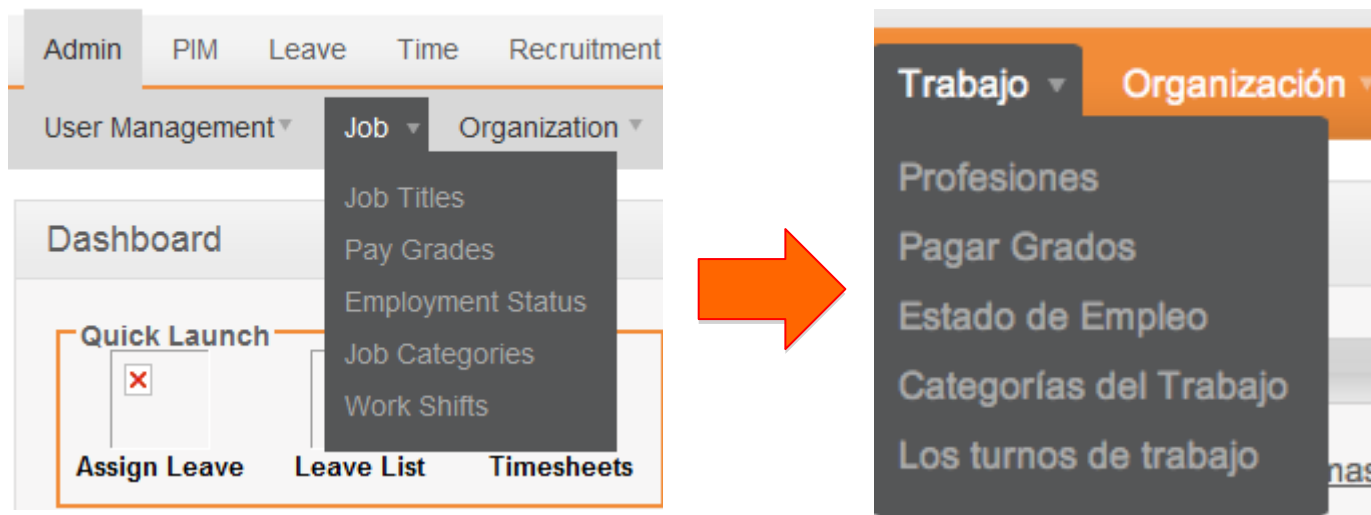 Admin PIM Leave Time Recruitment
User Management Job Organization
Job Titles
Pay Grades
Employment Status
Job Categories
Work Shifts
Dashboard
Quick Launch
Assign Leave Leave List Timesheets
Trabajo Organización
Profesiones
Pagar Grados
Estado de Empleo
Categorías del Trabajo
Los turnos de trabajo